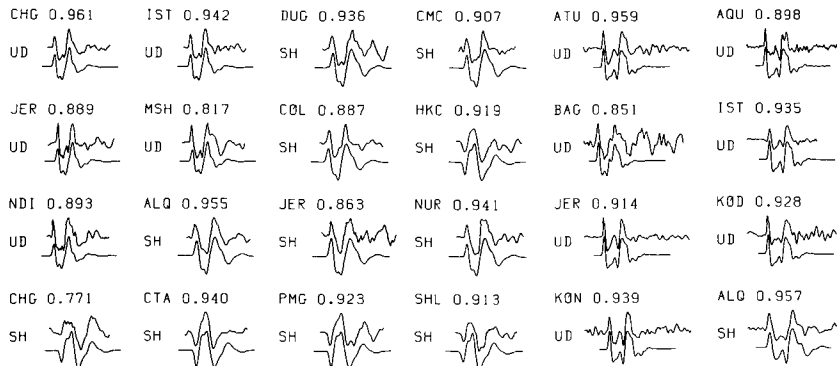 CHG 0.961 IST 0.942 DUG 0.936 CMC 0.907 ATU 0.959 AQU 0.898
UD UD SH SH UD UD
JER 0.889 MSH 0.817 CØL 0.887 HKC 0.919 BAG 0.851 IST 0.935
UD UD SH SH UD UD
NDI 0.893 ALQ 0.955 JER 0.863 NUR 0.941 JER 0.914 KØD 0.928
UD SH SH SH UD UD
CHG 0.771 CTA 0.940 PMG 0.923 SHL 0.913 KØN 0.939 ALQ 0.957
SH SH SH SH UD SH